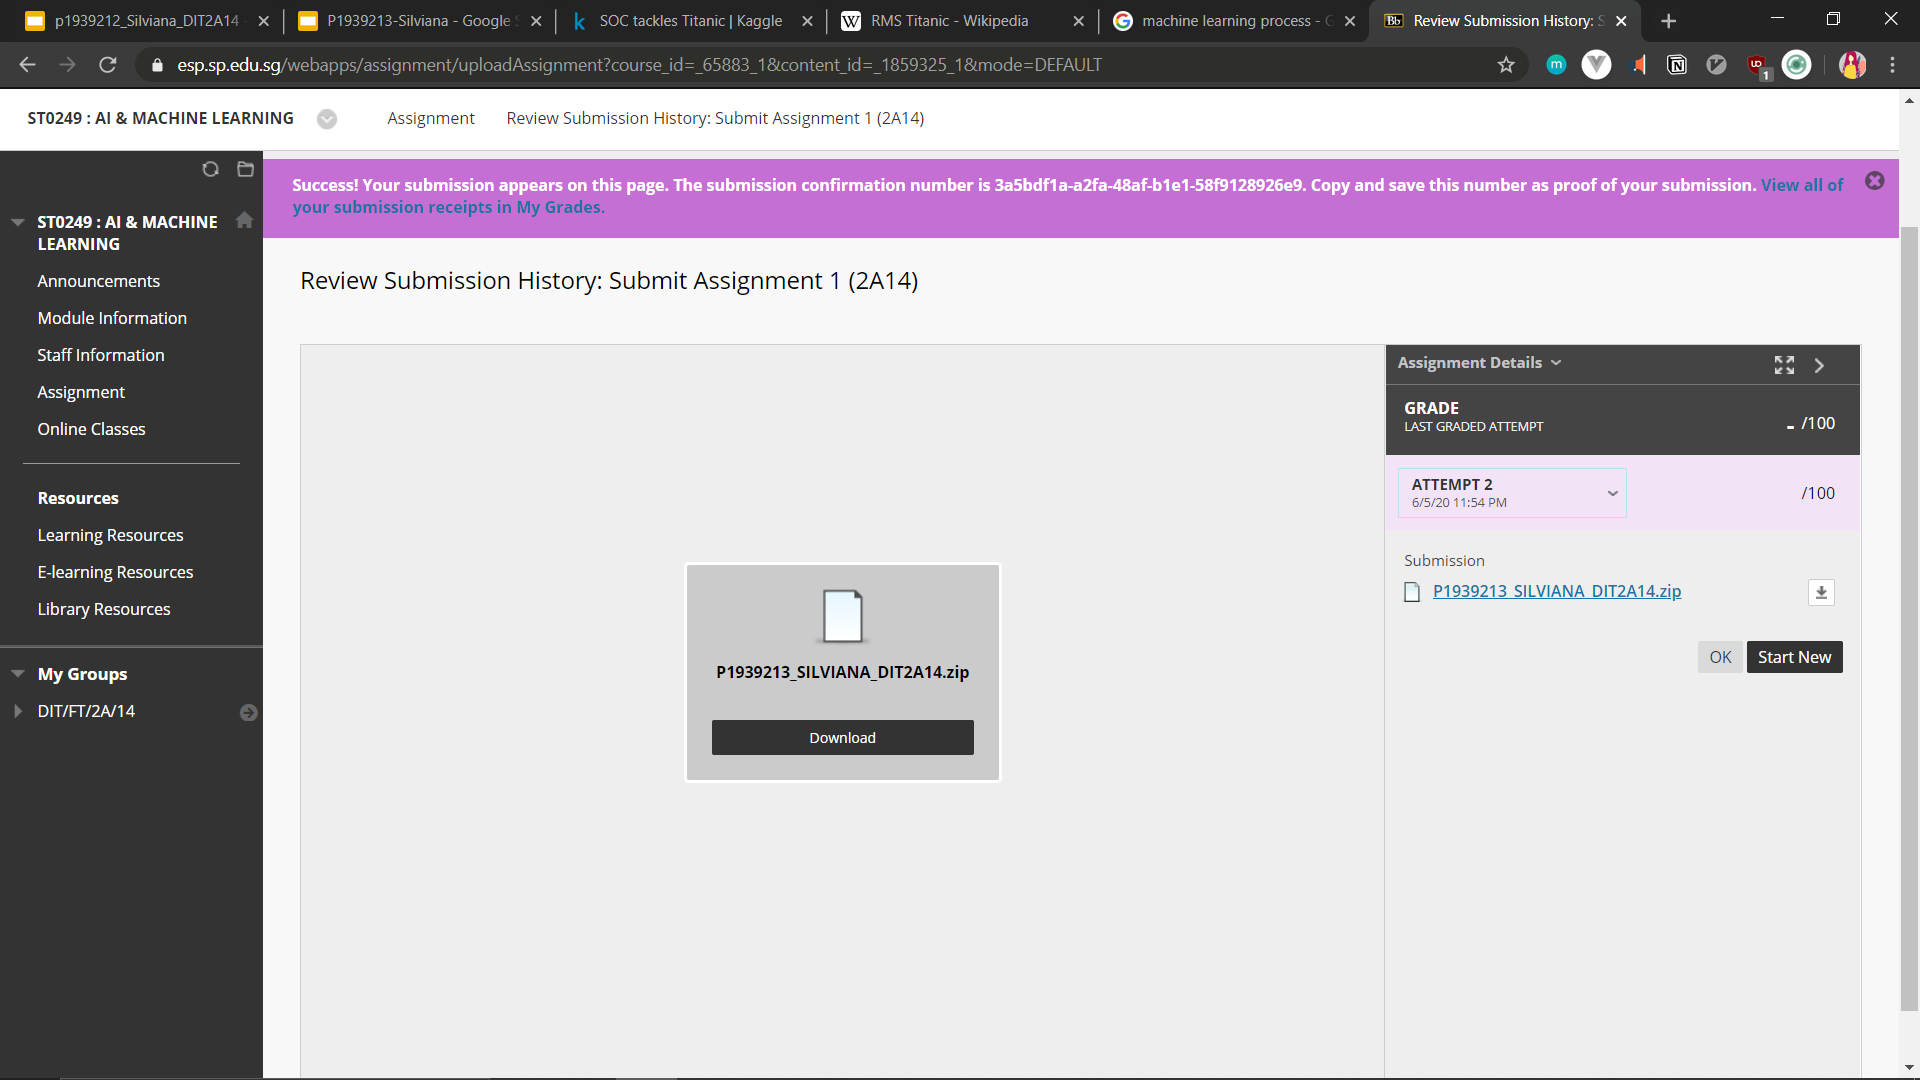 p1939212_Silviana_DIT2A14
P1939213-Silviana - Google S
SOC tackles Titanic | Kaggle
RMS Titanic - Wikipedia
machine learning process - G
Review Submission History: S
esp.sp.edu.sg/webapps/assignment/uploadAssignment?course_id=_65883_1&content_id=_1859325_1&mode=DEFAULT
ST0249 : AI & MACHINE LEARNING
Assignment
Review Submission History: Submit Assignment 1 (2A14)
Success! Your submission appears on this page. The submission confirmation number is 3a5bdf1a-a2fa-48af-b1e1-58f9128926e9. Copy and save this number as proof of your submission. View all of
your submission receipts in My Grades.
ST0249 : AI & MACHINE
LEARNING
Announcements
Module Information
Staff Information
Assignment
Online Classes
Resources
Learning Resources
E-learning Resources
Library Resources
My Groups
DIT/FT/2A/14
Review Submission History: Submit Assignment 1 (2A14)
P1939213_SILVIANA_DIT2A14.zip
Download
Assignment Details
GRADE
LAST GRADED ATTEMPT
- /100
ATTEMPT 2
6/5/20 11:54 PM
/100
Submission
P1939213_SILVIANA_DIT2A14.zip
OK
Start New